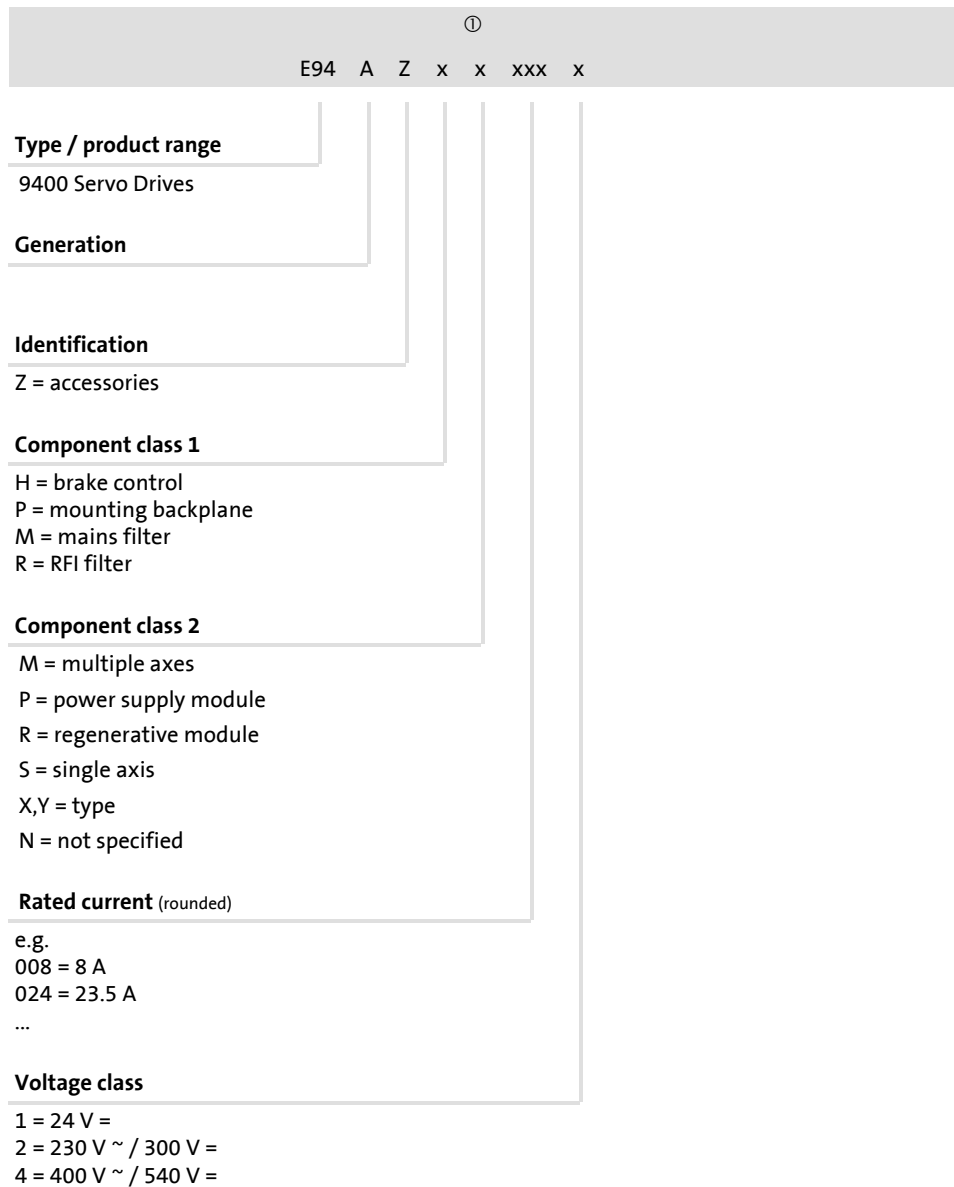 ①
E94 A Z x x xxx x
Type / product range
9400 Servo Drives
Generation
Identification
Z = accessories
Component class 1
H = brake control
P = mounting backplane
M = mains filter
R = RFI filter
Component class 2
M = multiple axes
P = power supply module
R = regenerative module
S = single axis
X,Y = type
N = not specified
Rated current (rounded)
e.g.
008 = 8 A
024 = 23.5 A
...
Voltage class
1 = 24 V =
2 = 230 V ~ / 300 V =
4 = 400 V ~ / 540 V =